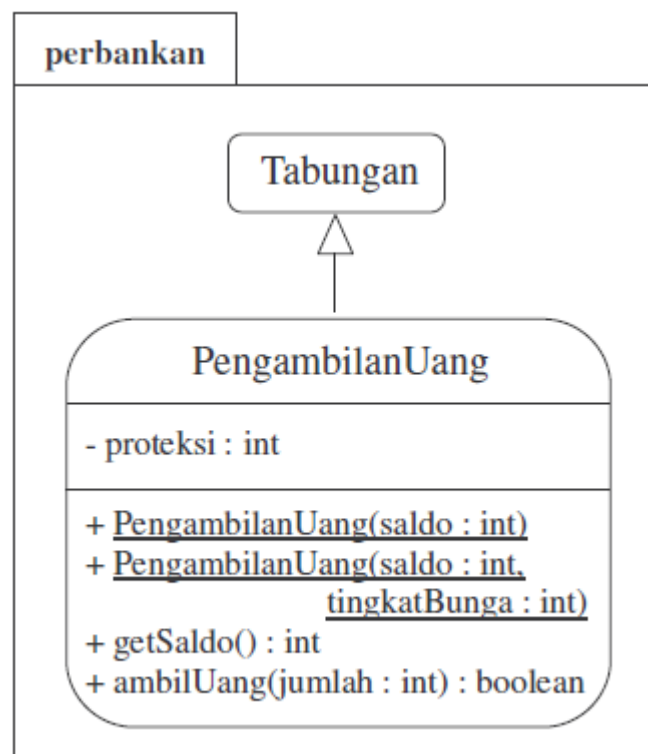 perbankan
Tabungan
PengambilanUang
- proteksi : int
+ PengambilanUang(saldo : int)
+ PengambilanUang(saldo : int,
tingkatBunga : int)
+ getSaldo() : int
+ ambilUang(jumlah : int) : boolean